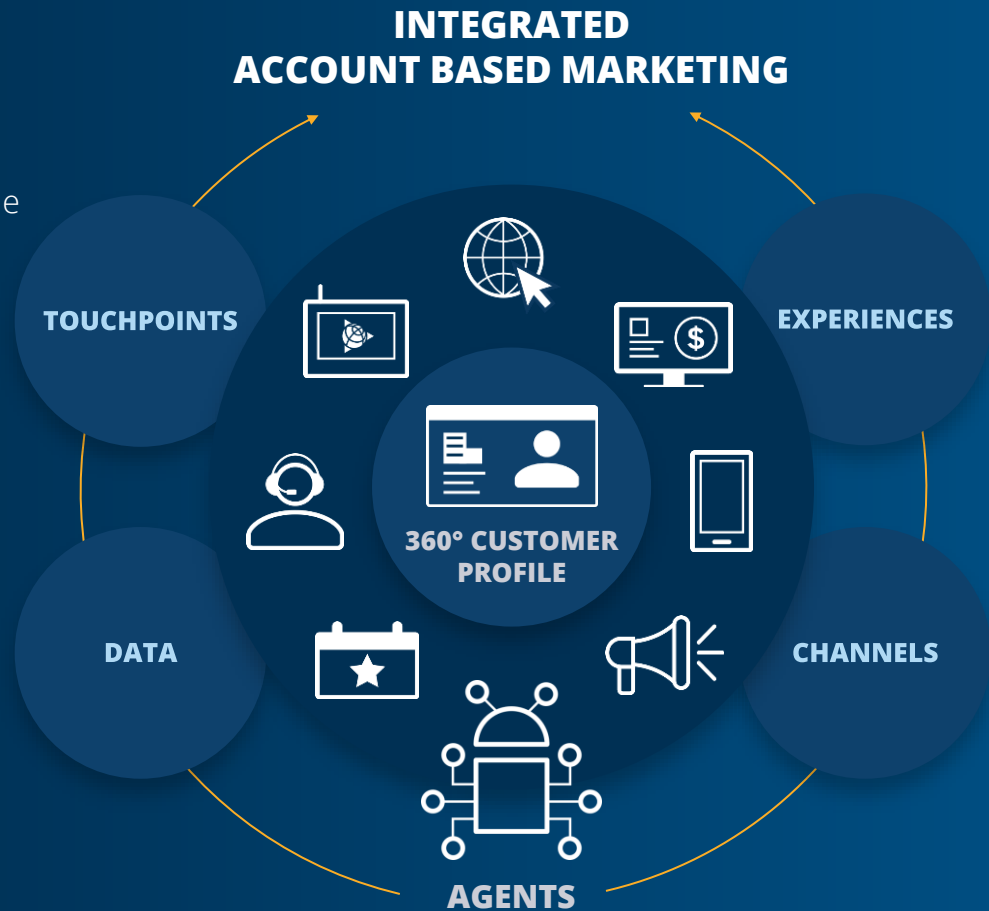 INTEGRATED
ACCOUNT BASED MARKETING
e
TOUCHPOINTS
EXPERIENCES
$
360° CUSTOMER
PROFILE
DATA
CHANNELS
AGENTS